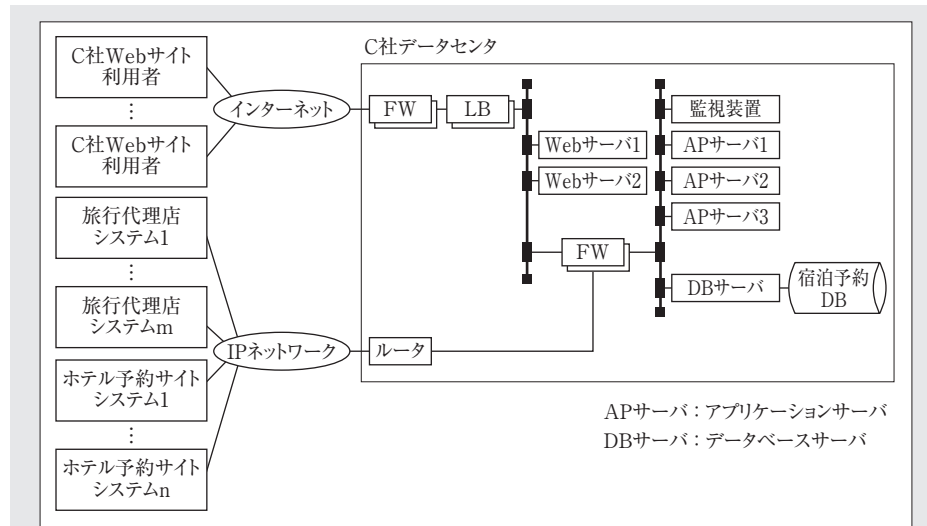 C社Webサイト
利用者
⋮
C社Webサイト
利用者
旅行代理店
システム1
⋮
旅行代理店
システムm
ホテル予約サイト
システム1
⋮
ホテル予約サイト
システムn
インターネット
IPネットワーク
C社データセンタ
FW
LB
Webサーバ1
Webサーバ2
FW
ルータ
監視装置
APサーバ1
APサーバ2
APサーバ3
DBサーバ
宿泊予約
DB
APサーバ:アプリケーションサーバ
DBサーバ:データベースサーバ